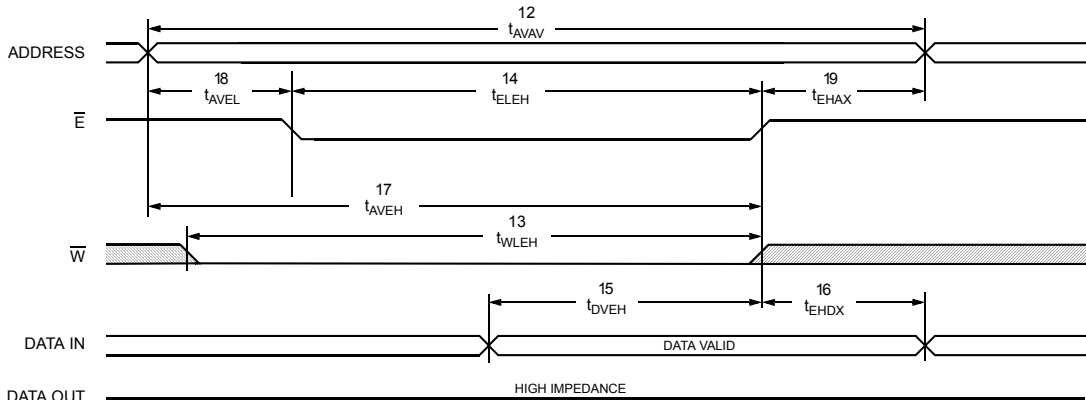 12
tAVAV
ADDRESS
18
tAVEL
14
tELEH
19
tEHAX
E
17
tAVEH
13
tWLEH
W
15
tDVEH
16
tEHDX
DATA IN
DATA VALID
DATA OUT
HIGH IMPEDANCE